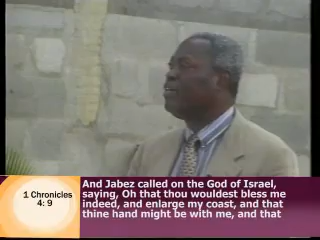 1 Chronicles
4: 9
And Jabez called on the God of Israel,
saying, Oh that thou wouldest bless me
indeed, and enlarge my coast, and that
thine hand might be with me, and that